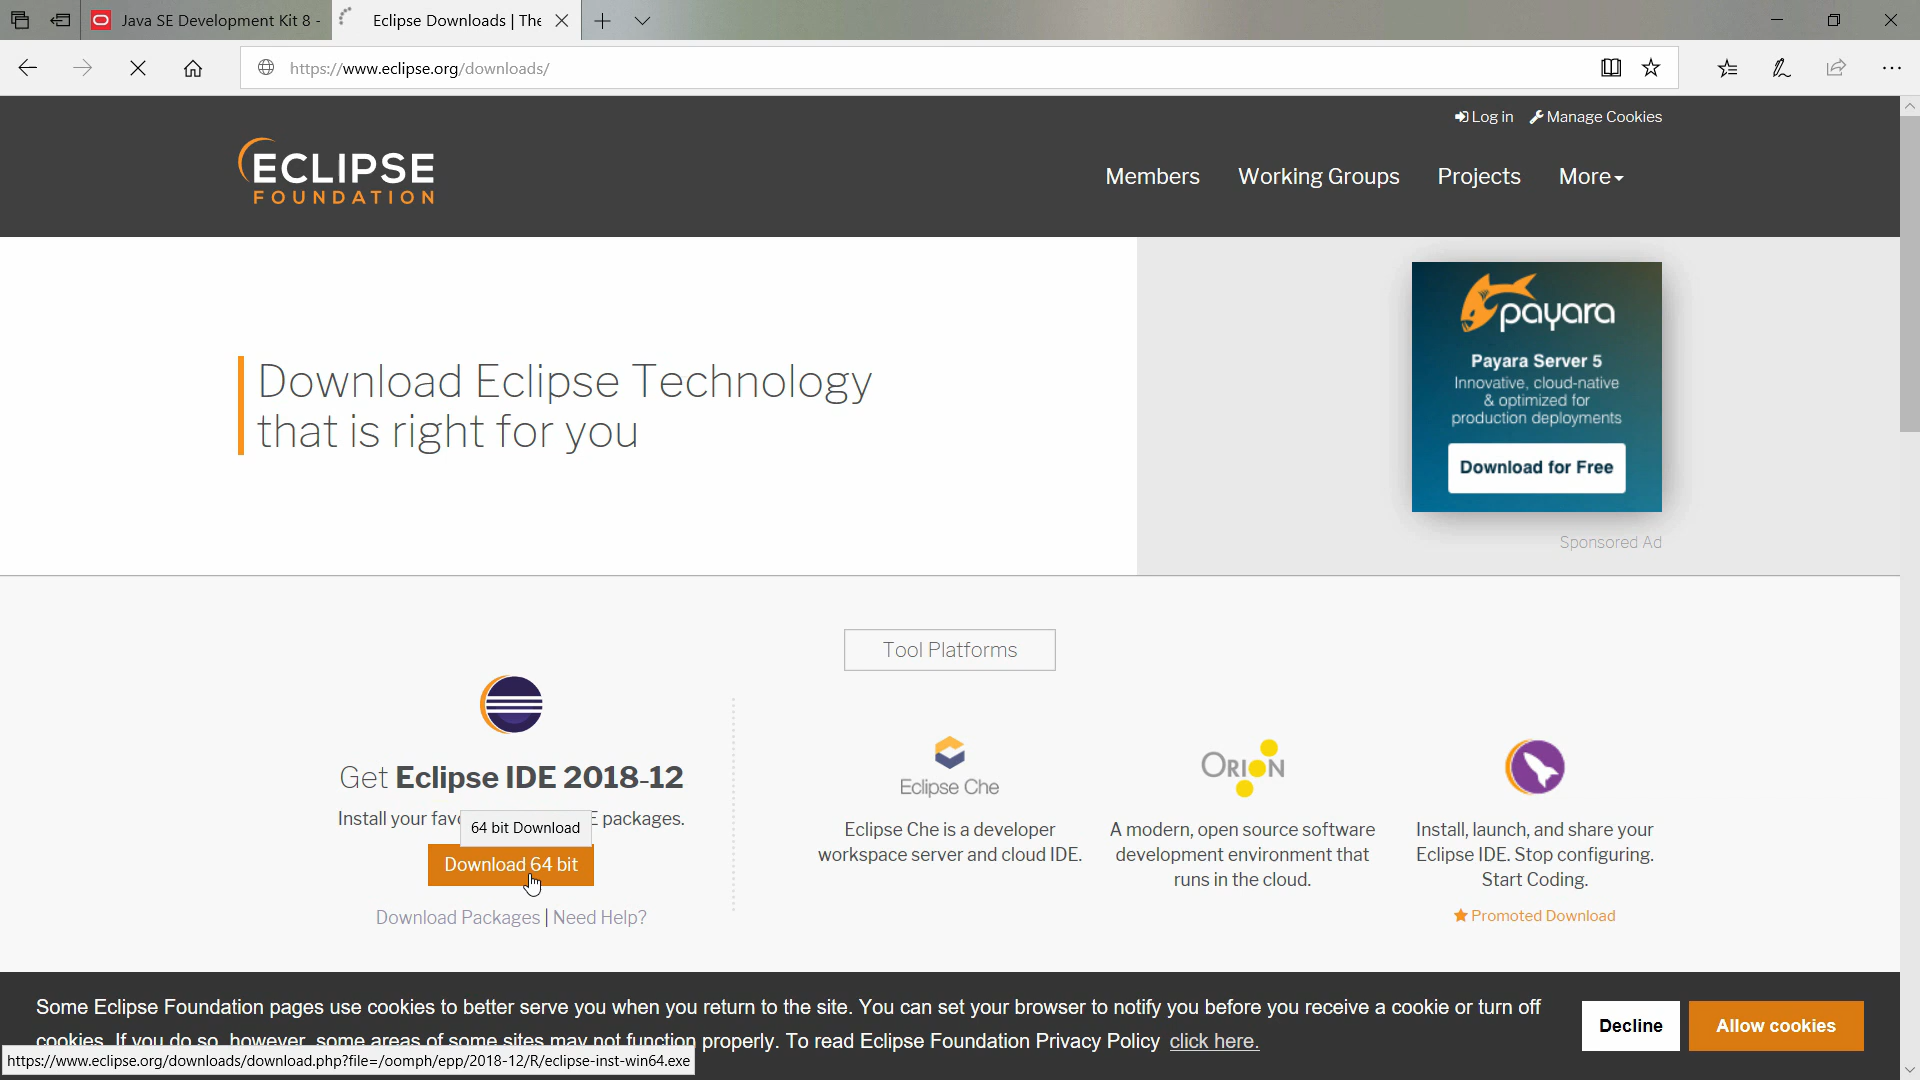 Java SE Development Kit 8 -
Eclipse Downloads | The
https://www.eclipse.org/downloads/
Log in
Manage Cookies
ECLIPSE
FOUNDATION
Members
Working Groups
Projects
More
Download Eclipse Technology
that is right for you
payara
Payara Server 5
Innovative, cloud-native
& optimized for
production deployments
Download for Free
Sponsored Ad
Tool Platforms
Get Eclipse IDE 2018-12
Install your favo
E packages.
64 bit Download
Download 64 bit
Download Packages | Need Help?
Eclipse Che
Eclipse Che is a developer
workspace server and cloud IDE.
ORION
A modern, open source software
development environment that
runs in the cloud.
Install, launch, and share your
Eclipse IDE. Stop configuring.
Start Coding.
Promoted Download
Some Eclipse Foundation pages use cookies to better serve you when you return to the site. You can set your browser to notify you before you receive a cookie or turn off
cookies. If you do so, however, some areas of some sites may not function properly. To read Eclipse Foundation Privacy Policy click here.
Decline
Allow cookies
https://www.eclipse.org/downloads/download.php?file=/oomph/epp/2018-12/R/eclipse-inst-win64.exe